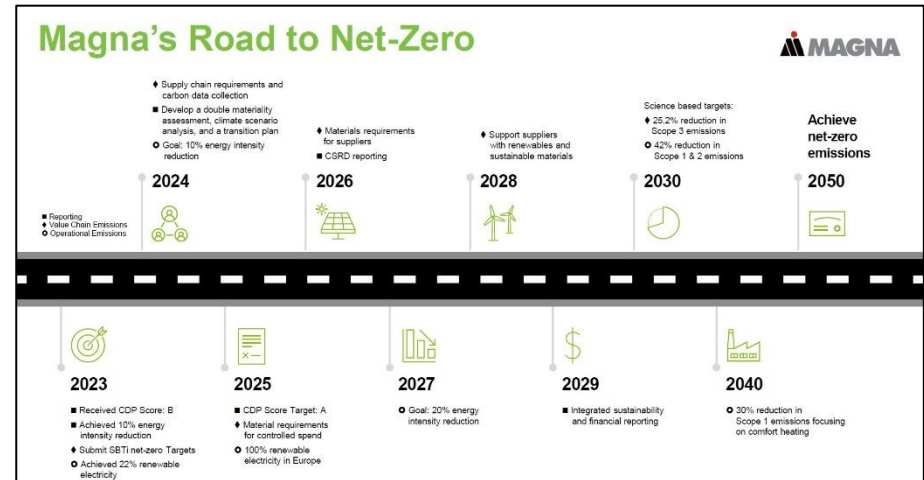 Magna's Road to Net-Zero
MAGNA
♦ Supply chain requirements and
carbon data collection
■ Develop a double materiality
assessment, climate scenario
analysis, and a transition plan
○ Goal: 10% energy intensity
reduction
2024
♦ Materials requirements
for suppliers
■ CSRD reporting
2026
♦ Support suppliers
with renewables and
sustainable materials
2028
Science based targets:
♦ 25.2% reduction in
Scope 3 emissions
○ 42% reduction in
Scope 1 & 2 emissions
2030
Achieve
net-zero
emissions
2050
■ Reporting
♦ Value Chain Emissions
○ Operational Emissions
2023
■ Received CDP Score: B
■ Achieved 10% energy
intensity reduction
♦ Submit SBTi net-zero Targets
○ Achieved 22% renewable
electricity
2025
■ CDP Score Target: A
♦ Material requirements
for controlled spend
○ 100% renewable
electricity in Europe
2027
○ Goal: 20% energy
intensity reduction
2029
■ Integrated sustainability
and financial reporting
2040
○ 30% reduction in
Scope 1 emissions focusing
on comfort heating